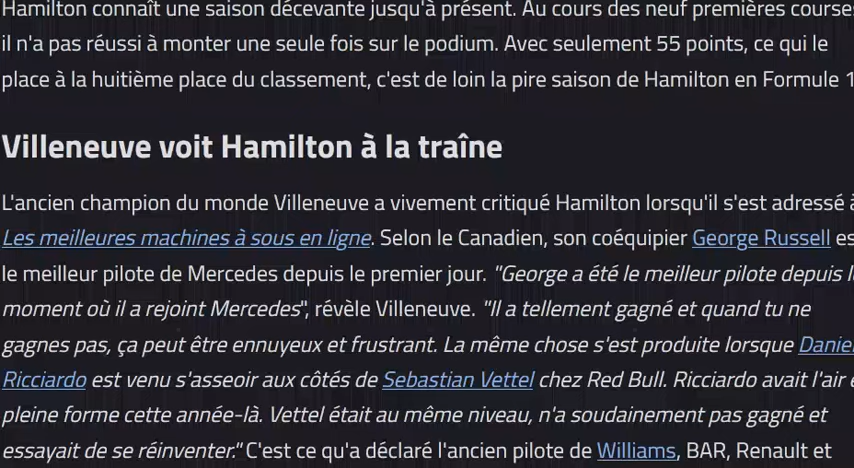 Hamilton connaît une saison décevante jusqu'à présent. Au cours des neuf premières courses
il n'a pas réussi à monter une seule fois sur le podium. Avec seulement 55 points, ce qui le
place à la huitième place du classement, c'est de loin la pire saison de Hamilton en Formule 1
Villeneuve voit Hamilton à la traîne
L'ancien champion du monde Villeneuve a vivement critiqué Hamilton lorsqu'il s'est adressé à
Les meilleures machines à sous en ligne. Selon le Canadien, son coéquipier George Russell es
le meilleur pilote de Mercedes depuis le premier jour. "George a été le meilleur pilote depuis l
moment où il a rejoint Mercedes", révèle Villeneuve. "Il a tellement gagné et quand tu ne
gagnes pas, ça peut être ennuyeux et frustrant. La même chose s'est produite lorsque Daniel
Ricciardo est venu s'asseoir aux côtés de Sebastian Vettel chez Red Bull. Ricciardo avait l'air e
pleine forme cette année-là. Vettel était au même niveau, n'a soudainement pas gagné et
essayait de se réinventer." C'est ce qu'a déclaré l'ancien pilote de Williams, BAR, Renault et